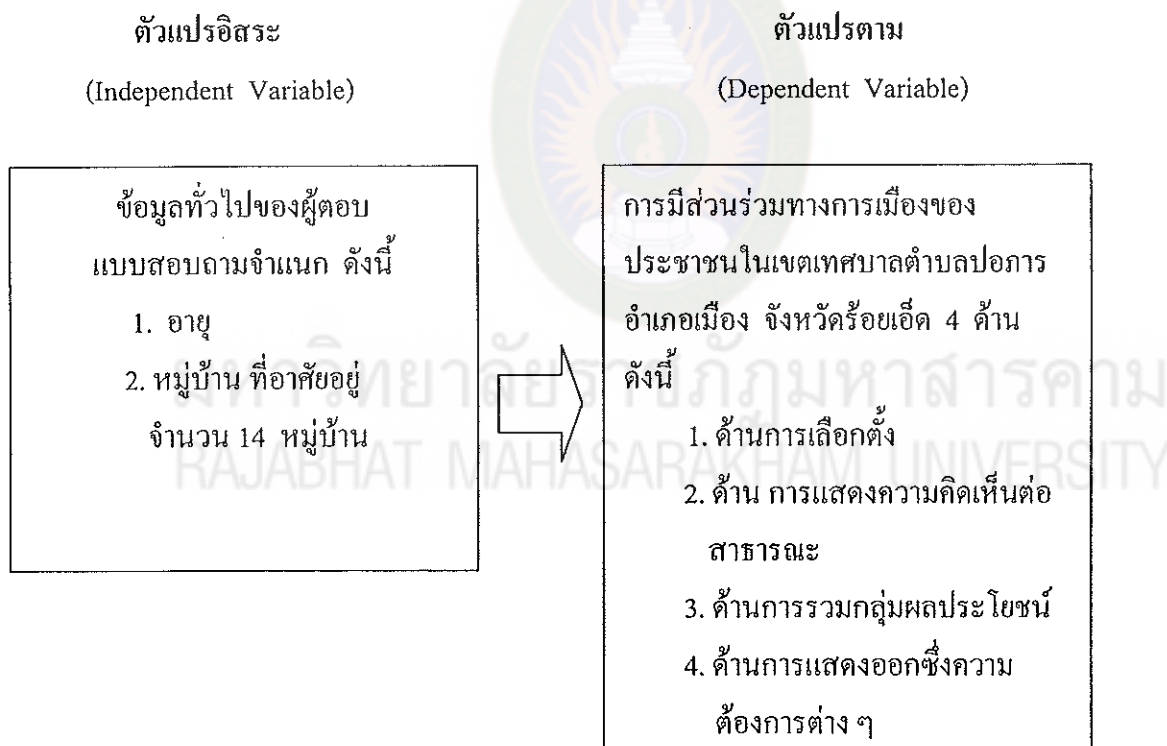 ตัวแปรอิสระ
(Independent Variable)
ข้อมูลทั่วไปของผู้ตอบ
แบบสอบถามจำแนก ดังนี้
1. อายุ
2. หมู่บ้าน ที่อาศัยอยู่
จำนวน 14 หมู่บ้าน
ตัวแปรตาม
(Dependent Variable)
การมีส่วนร่วมทางการเมืองของ
ประชาชนในเขตเทศบาลตำบลปอภาร
อำเภอเมือง จังหวัดร้อยเอ็ด 4 ด้าน
ดังนี้
1. ด้านการเลือกตั้ง
2. ด้าน การแสดงความคิดเห็นต่อ
สาธารณะ
3. ด้านการรวมกลุ่มผลประโยชน์
4. ด้านการแสดงออกซึ่งความ
ต้องการต่าง ๆ
มหาวิทยาลัยราชภัฏมหาสารคาม
RAJABHAT MAHASARAKHAM UNIVERSITY